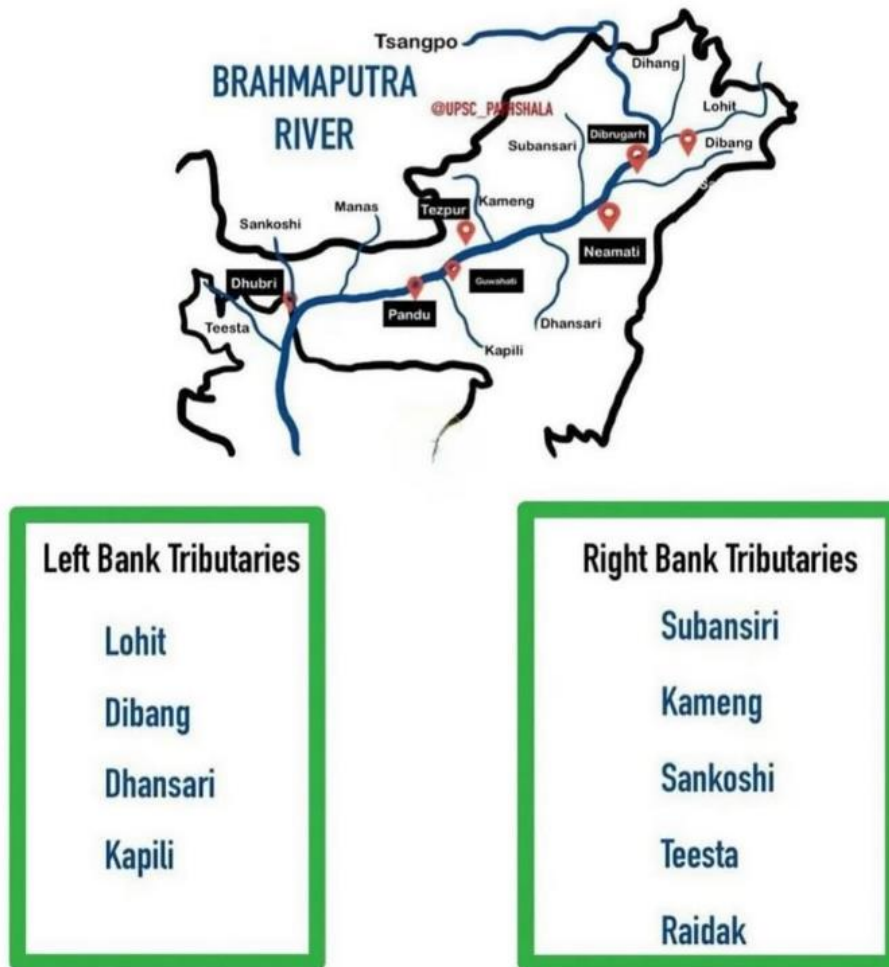 Tsangpo
BRAHMAPUTRA
RIVER
@UPSC_PATHSHALA
Dihang
Lohit
Dibrugarh
Subansari
Dibang
Manas
Tezpur
Kameng
Sankoshi
Neamati
Dhubri
Guwahati
Pandu
Teesta
Dhansari
Kapili
Left Bank Tributaries
Lohit
Dibang
Dhansari
Kapili
Right Bank Tributaries
Subansiri
Kameng
Sankoshi
Teesta
Raidak